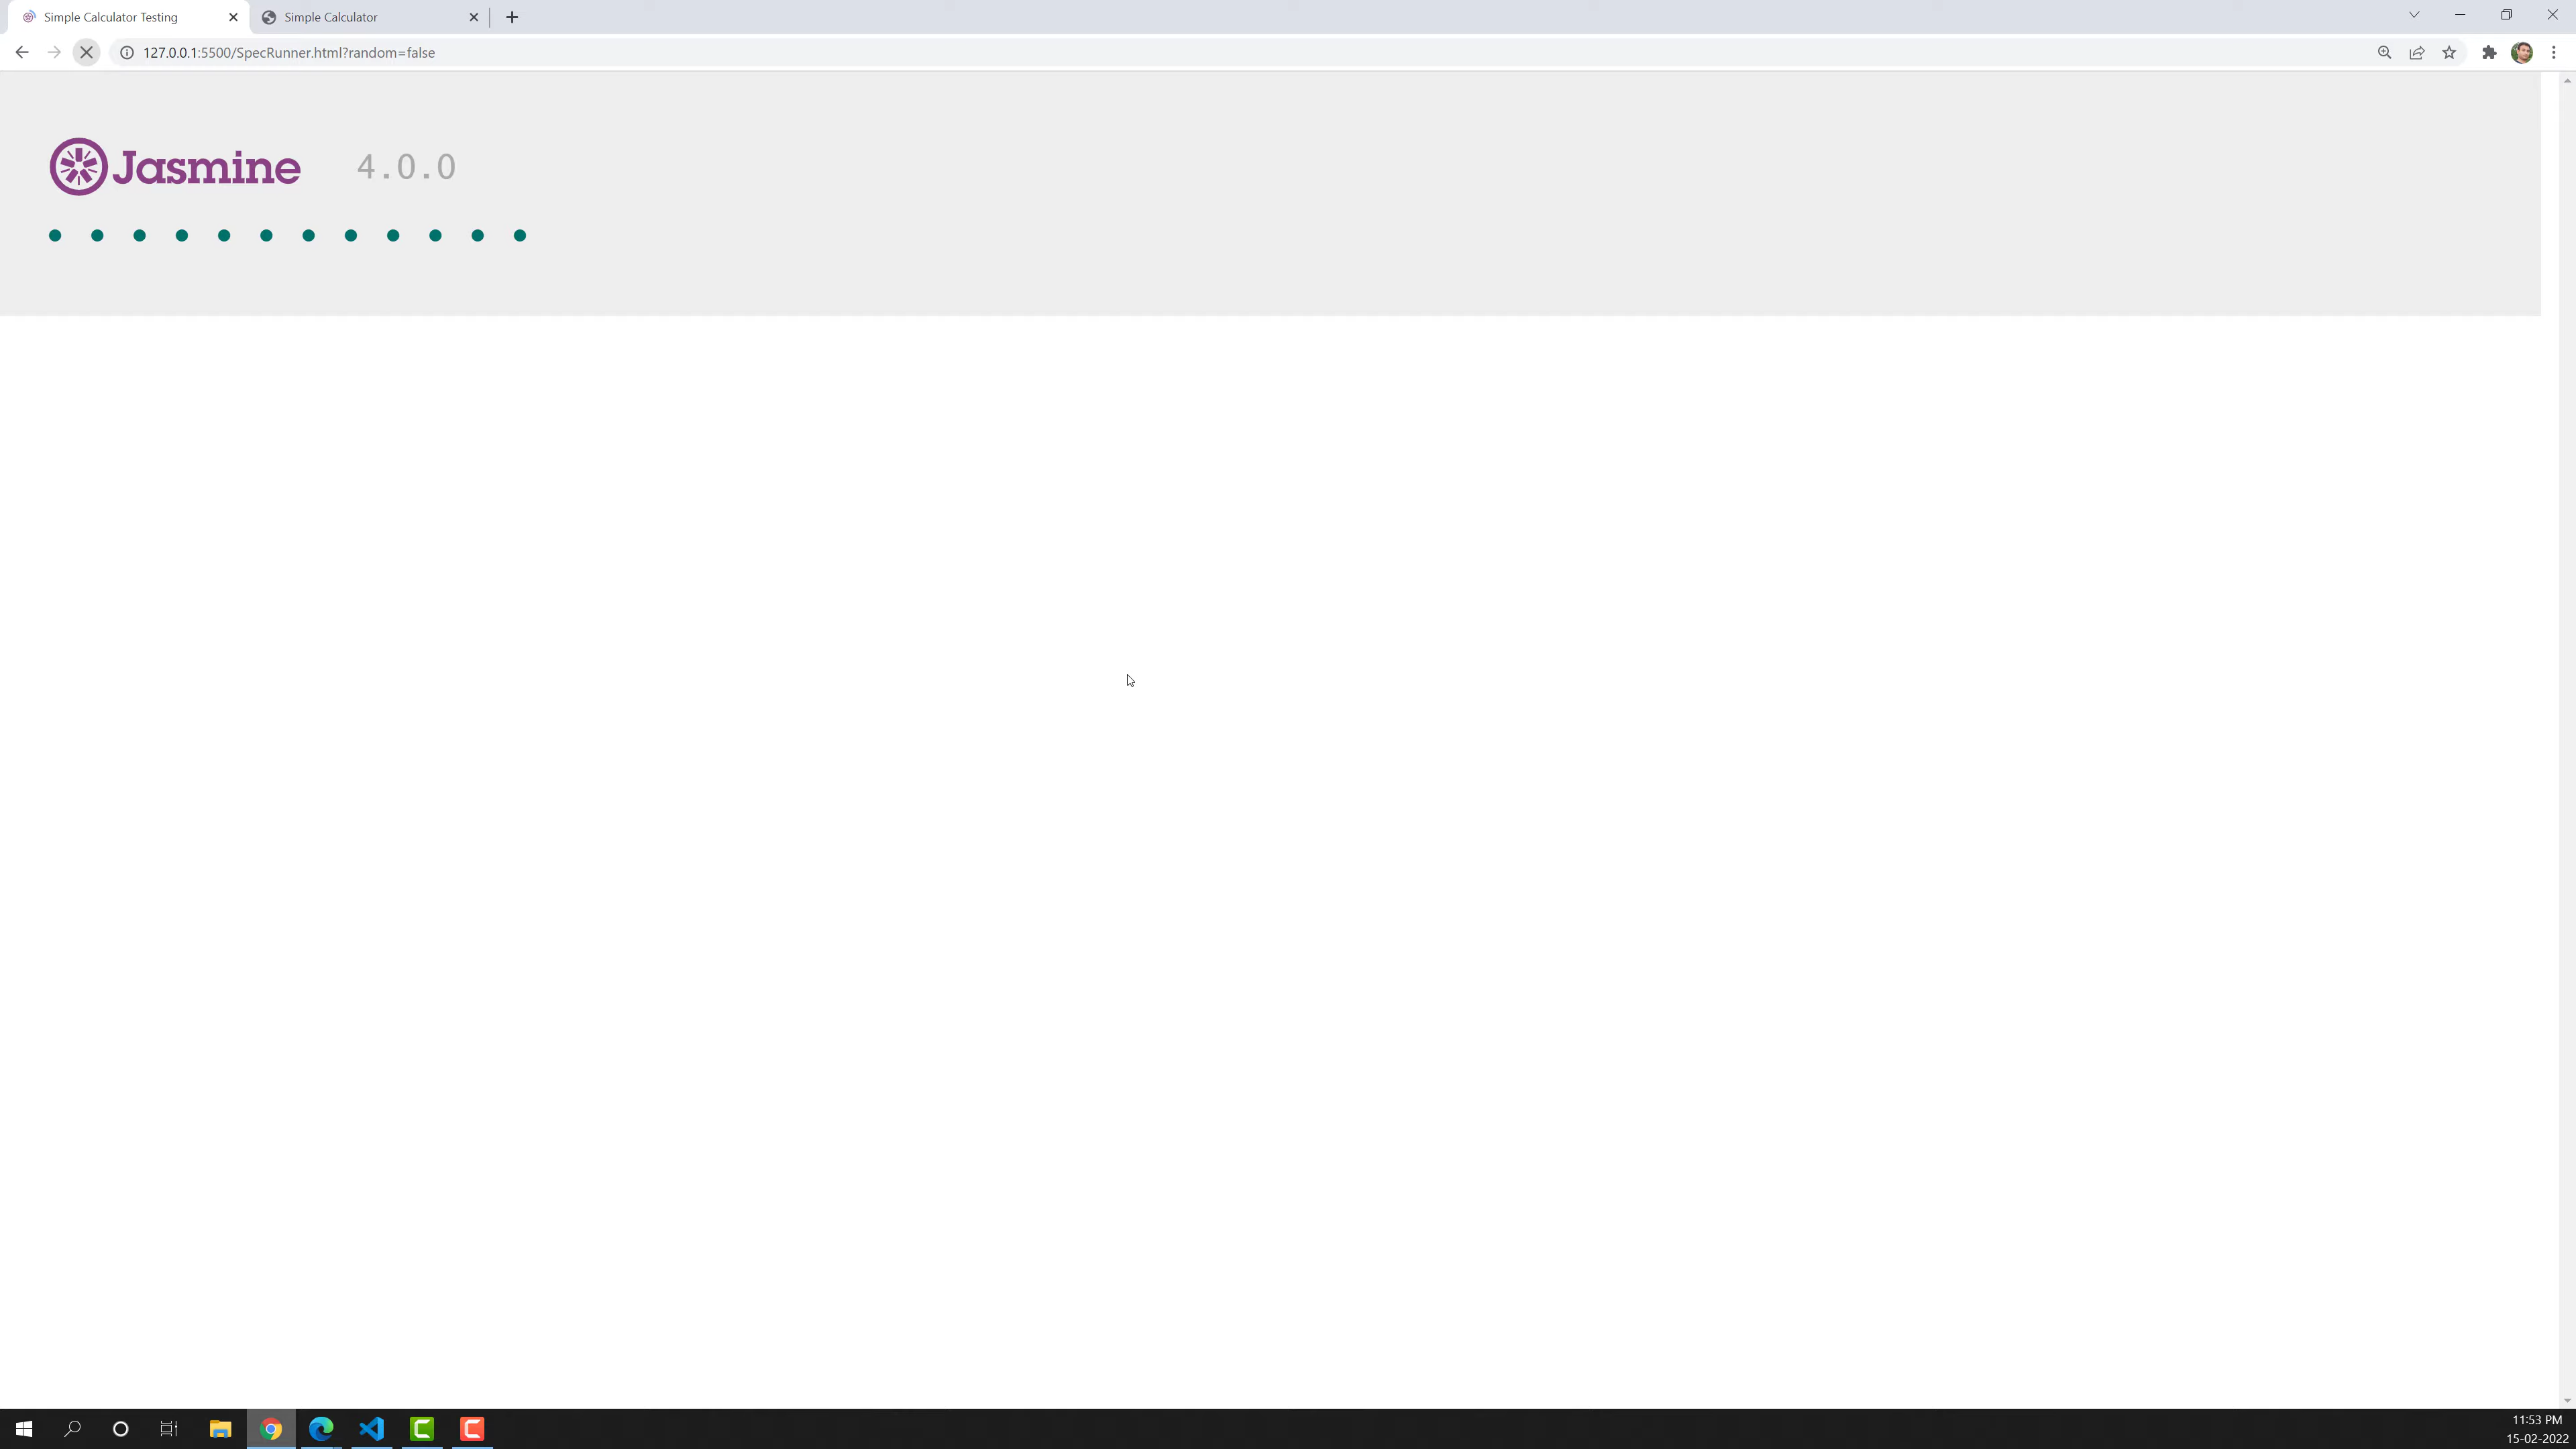 Simple Calculator Testing
Simple Calculator
127.0.0.1:5500/SpecRunner.html?random=false
Jasmine 4.0.0
11:53 PM
15-02-2022